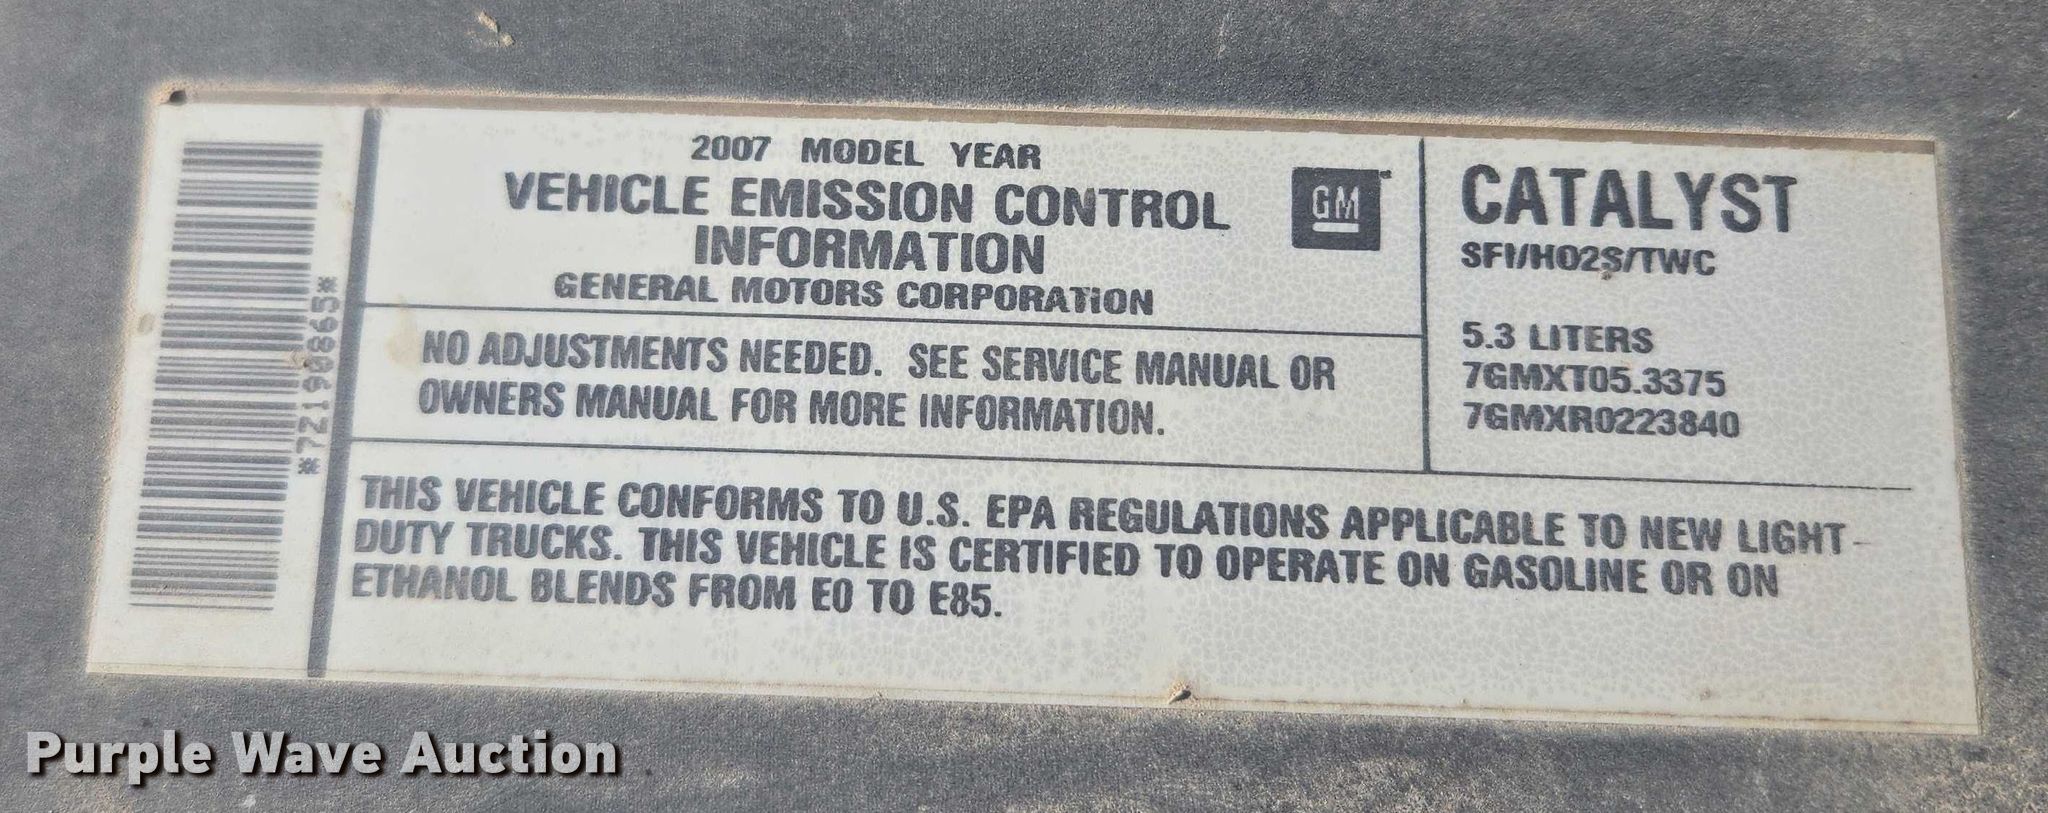 *7Z190865*
2007 MODEL YEAR
VEHICLE EMISSION CONTROL
INFORMATION
GENERAL MOTORS CORPORATION
GM
NO ADJUSTMENTS NEEDED. SEE SERVICE MANUAL OR
OWNERS MANUAL FOR MORE INFORMATION.
CATALYST
SFI/HO2S/TWC
5.3 LITERS
7GMXT05.3375
7GMXR0223840
THIS VEHICLE CONFORMS TO U.S. EPA REGULATIONS APPLICABLE TO NEW LIGHT-
DUTY TRUCKS. THIS VEHICLE IS CERTIFIED TO OPERATE ON GASOLINE OR ON
ETHANOL BLENDS FROM E0 TO E85.
Purple Wave Auction